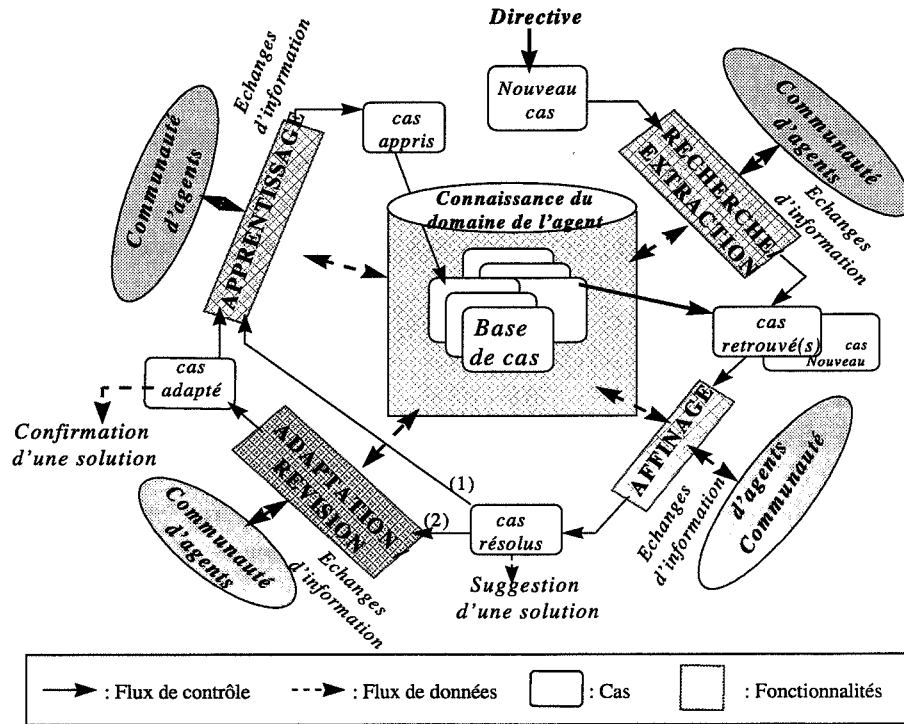 Directive
Nouveau
cas
Communauté
d'agents
RECHERCHE
EXTRACTION
Echanges
d'information
Echanges
d'information
Communauté
d'agents
APPRENTISSAGE
cas
appris
Connaissance du
domaine de l'agent
Base
de cas
cas
retrouvé(s)
cas
Nouveau
AFFINAGE
Echanges
d'information
d'agents
Communauté
cas
adapté
Confirmation
d'une solution
ADAPTATION
REVISION
Communauté
d'agents
Echanges
d'information
(1)
(2)
cas
résolus
Suggestion
d'une solution
: Flux de contrôle
: Flux de données
: Cas
: Fonctionnalités